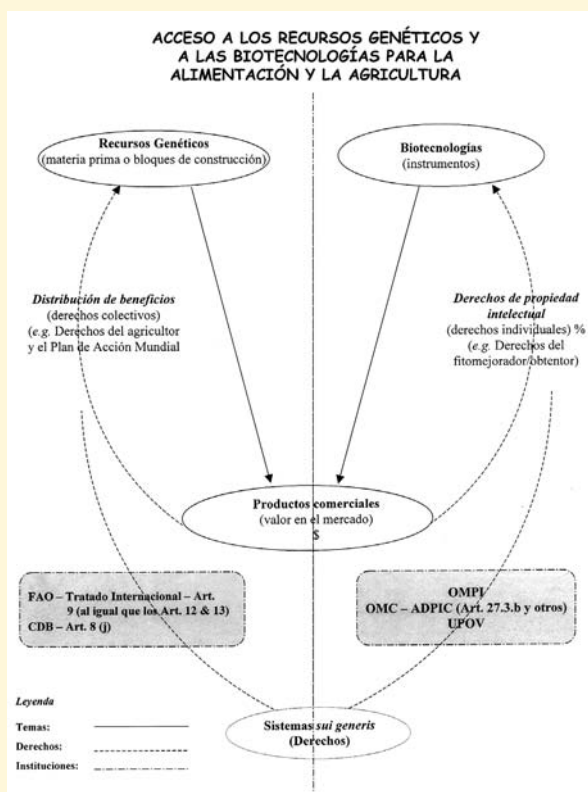 ACCESO A LOS RECURSOS GENÉTICOS Y
A LAS BIOTECNOLOGÍAS PARA LA
ALIMENTACIÓN Y LA AGRICULTURA
Recursos Genéticos
(materia prima o bloques de construcción)
Biotecnologías
(instrumentos)
Distribución de beneficios
(derechos colectivos)
(e.g. Derechos del agricultor
y el Plan de Acción Mundial
Derechos de propiedad
intelectual
(derechos individuales) %
(e.g. Derechos del
fitomejorador/obtentor)
Productos comerciales
(valor en el mercado)
$
FAO – Tratado Internacional – Art.
9 (al igual que los Art. 12 & 13)
CDB – Art. 8 (j)
OMPI
OMC – ADPIC (Art. 27.3.b y otros)
UPOV
Sistemas sui generis
(Derechos)
Leyenda
Temas:
Derechos:
Instituciones: